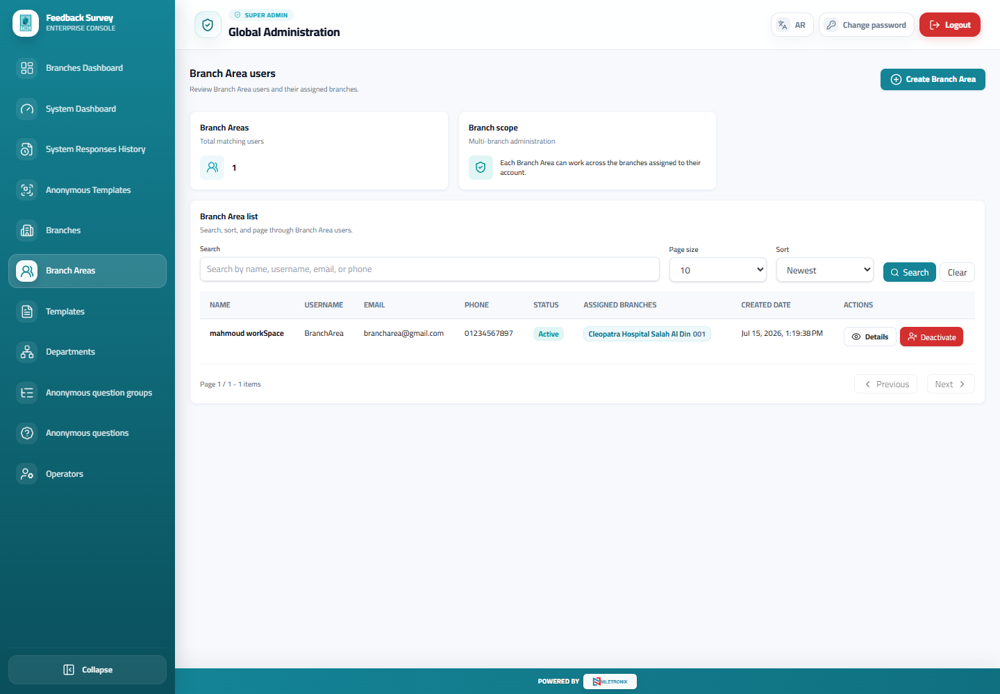 Feedback Survey
ENTERPRISE CONSOLE
Branches Dashboard
System Dashboard
System Responses History
Anonymous Templates
Branches
Branch Areas
Templates
Departments
Anonymous question groups
Anonymous questions
Operators
Collapse
SUPER ADMIN
Global Administration
AR
Change password
Logout
Branch Area users
Review Branch Area users and their assigned branches.
Create Branch Area
Branch Areas
Total matching users
1
Branch scope
Multi-branch administration
Each Branch Area can work across the branches assigned to their
account.
Branch Area list
Search, sort, and page through Branch Area users.
Search
Search by name, username, email, or phone
Page size
10
Sort
Newest
Search
Clear
NAME USERNAME EMAIL PHONE STATUS ASSIGNED BRANCHES CREATED DATE ACTIONS
mahmoud workSpace BranchArea brancharea@gmail.com 01234567897 Active Cleopatra Hospital Salah Al Din 001 Jul 15, 2026, 1:19:38 PM Details Deactivate
Page 1 / 1 - 1 items
Previous
Next
POWERED BY
NILETRONIX